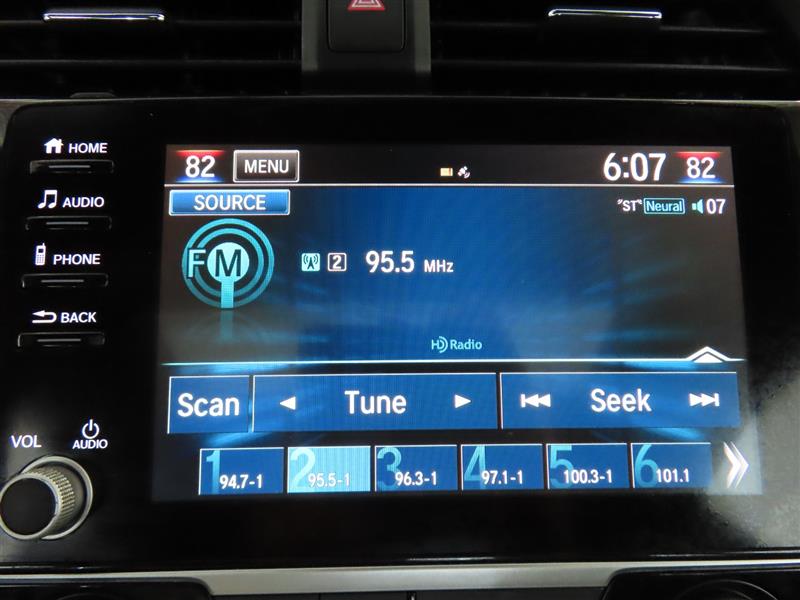 HOME
AUDIO
PHONE
BACK
VOL
AUDIO
82 MENU 6:07 82
SOURCE "ST" Neural 07
FM 2 95.5 MHz
HD Radio
Scan Tune Seek
1 94.7-1 2 95.5-1 3 96.3-1 4 97.1-1 5 100.3-1 6 101.1